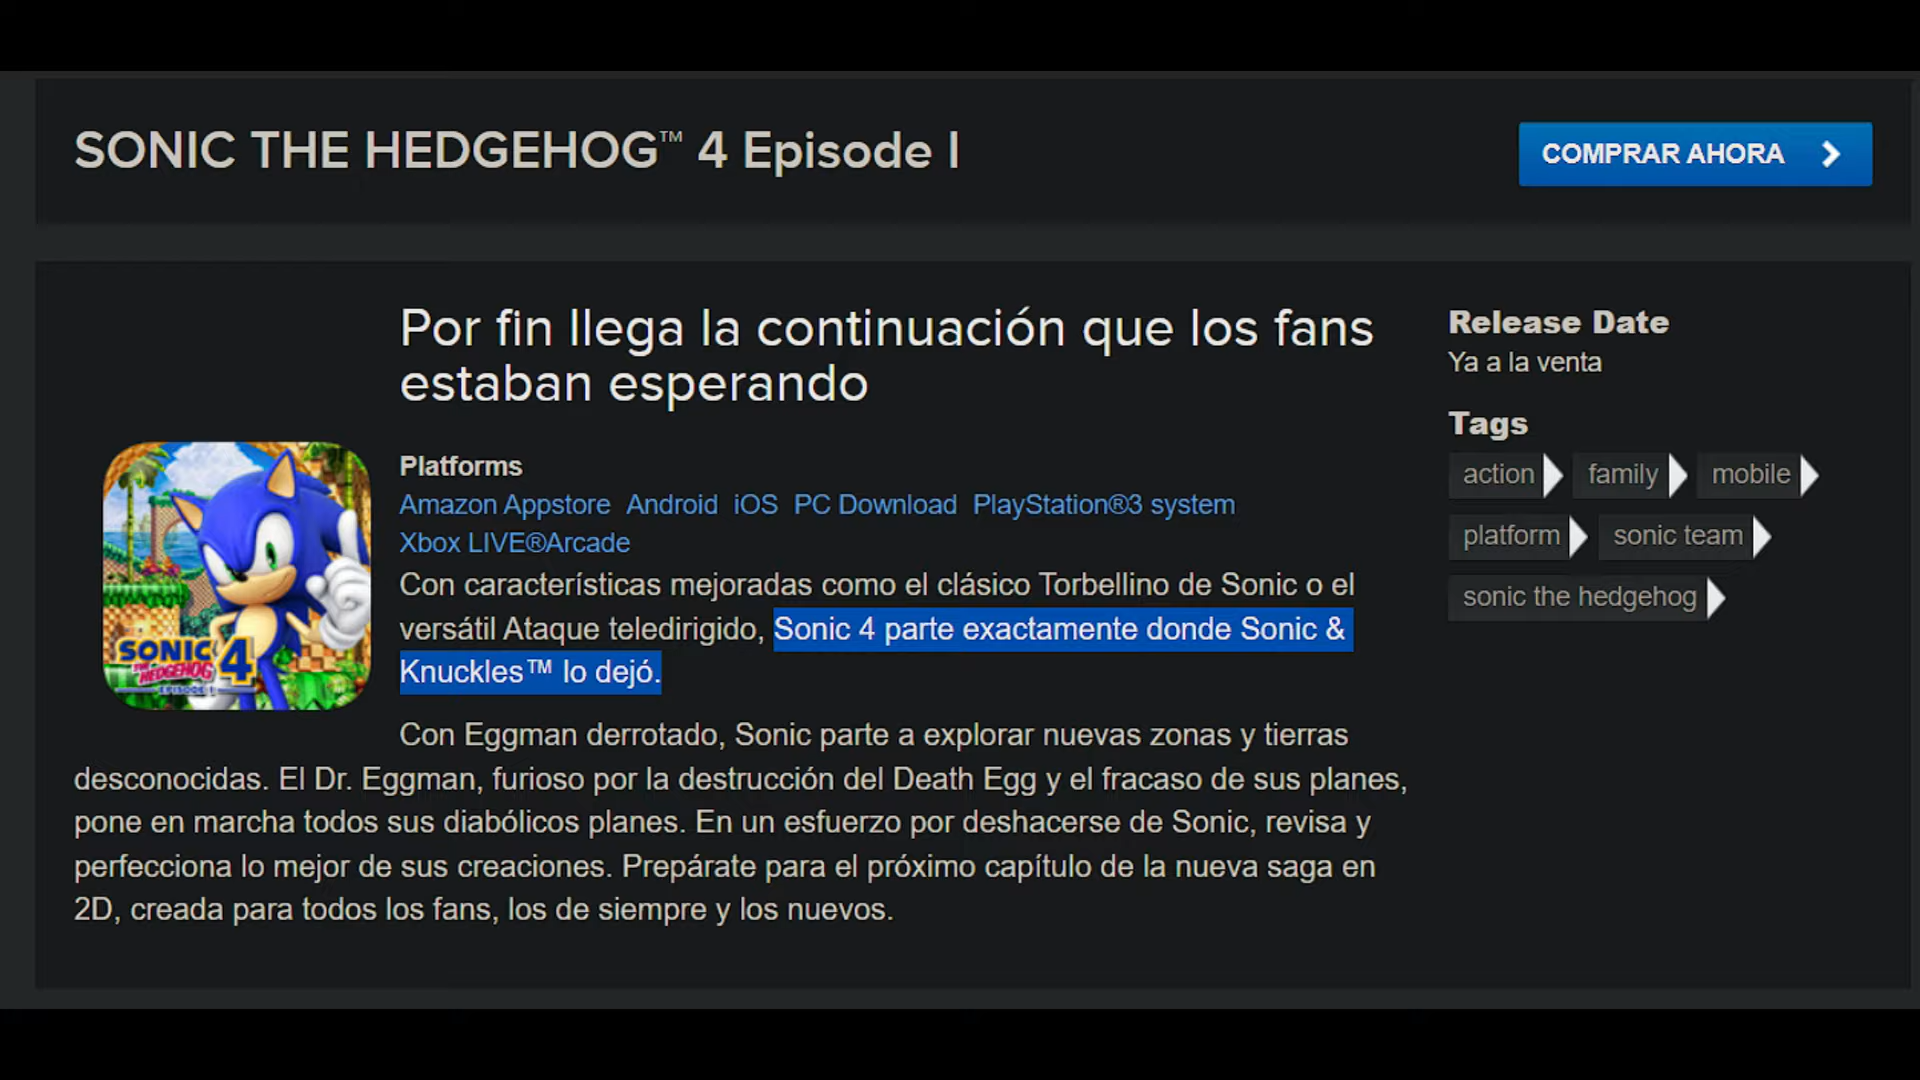 SONIC THE HEDGEHOG™ 4 Episode I
COMPRAR AHORA
Por fin llega la continuación que los fans
estaban esperando
Platforms
Amazon Appstore Android iOS PC Download PlayStation®3 system
Xbox LIVE®Arcade
Con características mejoradas como el clásico Torbellino de Sonic o el
versátil Ataque teledirigido, Sonic 4 parte exactamente donde Sonic &
Knuckles™ lo dejó.
Con Eggman derrotado, Sonic parte a explorar nuevas zonas y tierras
desconocidas. El Dr. Eggman, furioso por la destrucción del Death Egg y el fracaso de sus planes,
pone en marcha todos sus diabólicos planes. En un esfuerzo por deshacerse de Sonic, revisa y
perfecciona lo mejor de sus creaciones. Prepárate para el próximo capítulo de la nueva saga en
2D, creada para todos los fans, los de siempre y los nuevos.
SONIC
THE HEDGEHOG 4
EPISODE I
Release Date
Ya a la venta
Tags
action family mobile
platform sonic team
sonic the hedgehog